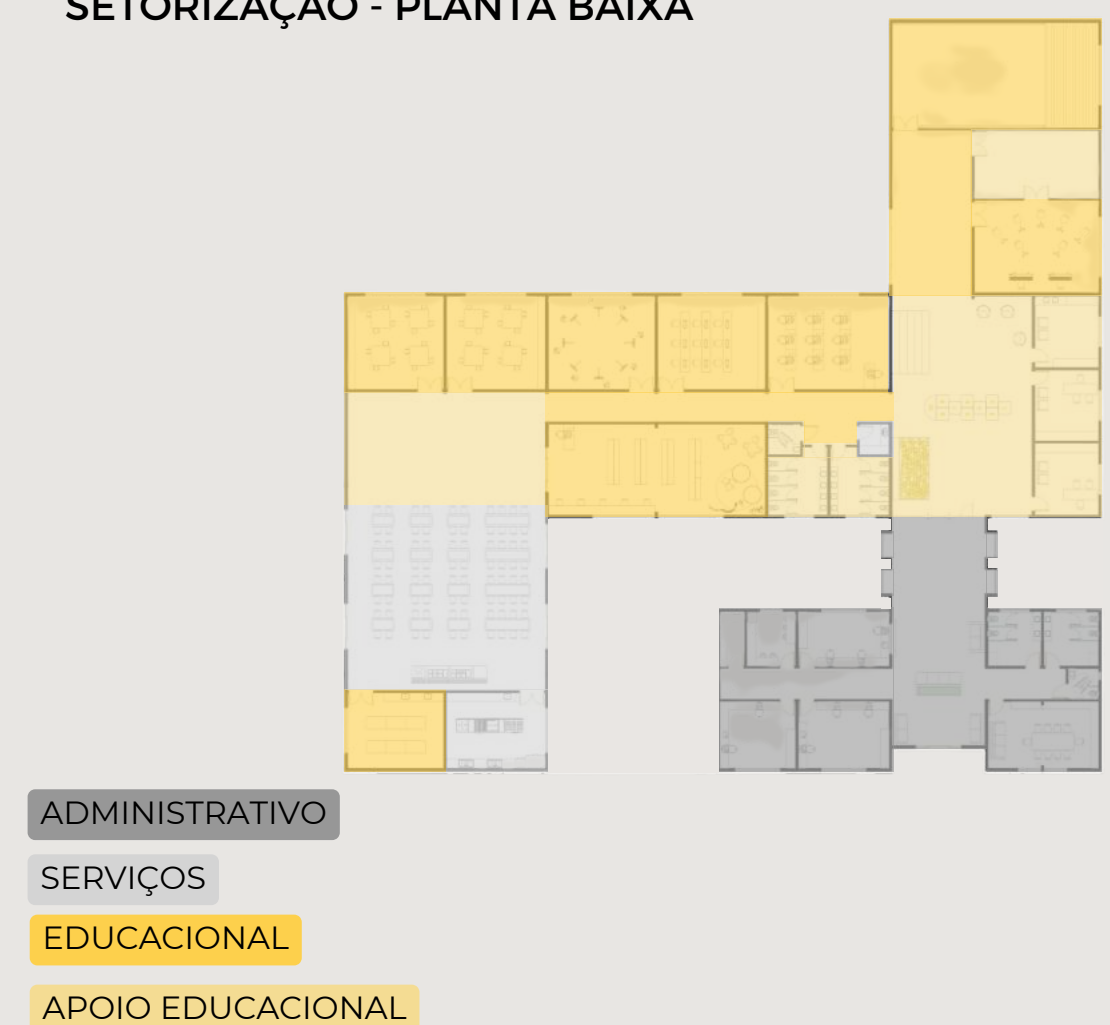 SETORIZAÇÃO - PLANTA BAIXA
ADMINISTRATIVO
SERVIÇOS
EDUCACIONAL
APOIO EDUCACIONAL